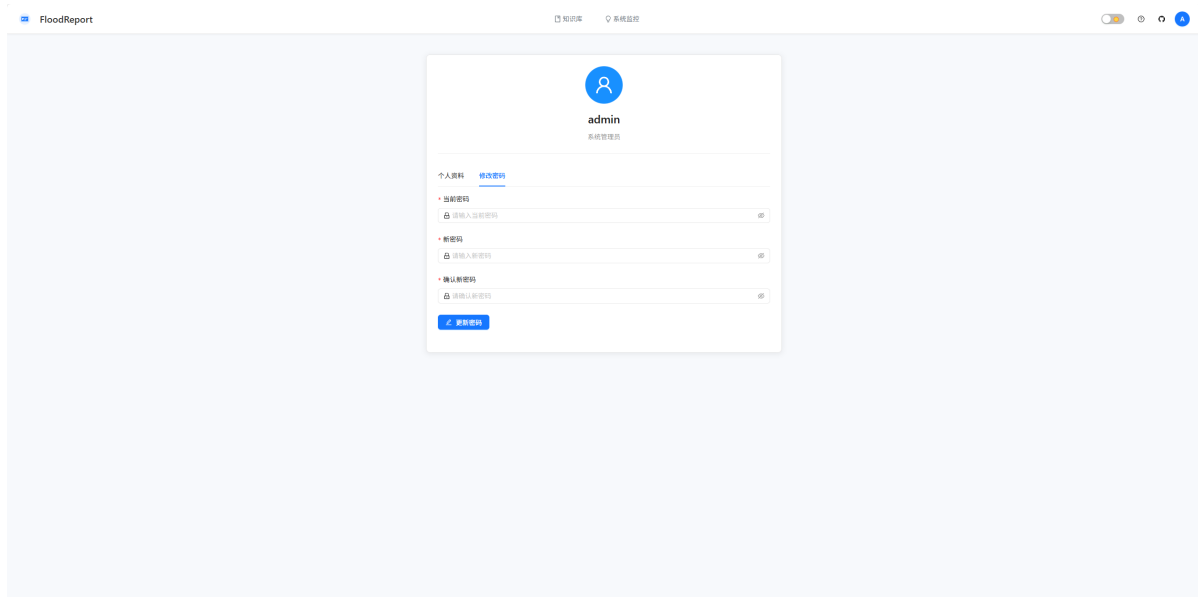 FloodReport 知识库 系统监控 A
admin
系统管理员
个人资料 修改密码
* 当前密码
请输入当前密码
* 新密码
请输入新密码
* 确认新密码
请确认新密码
更新密码